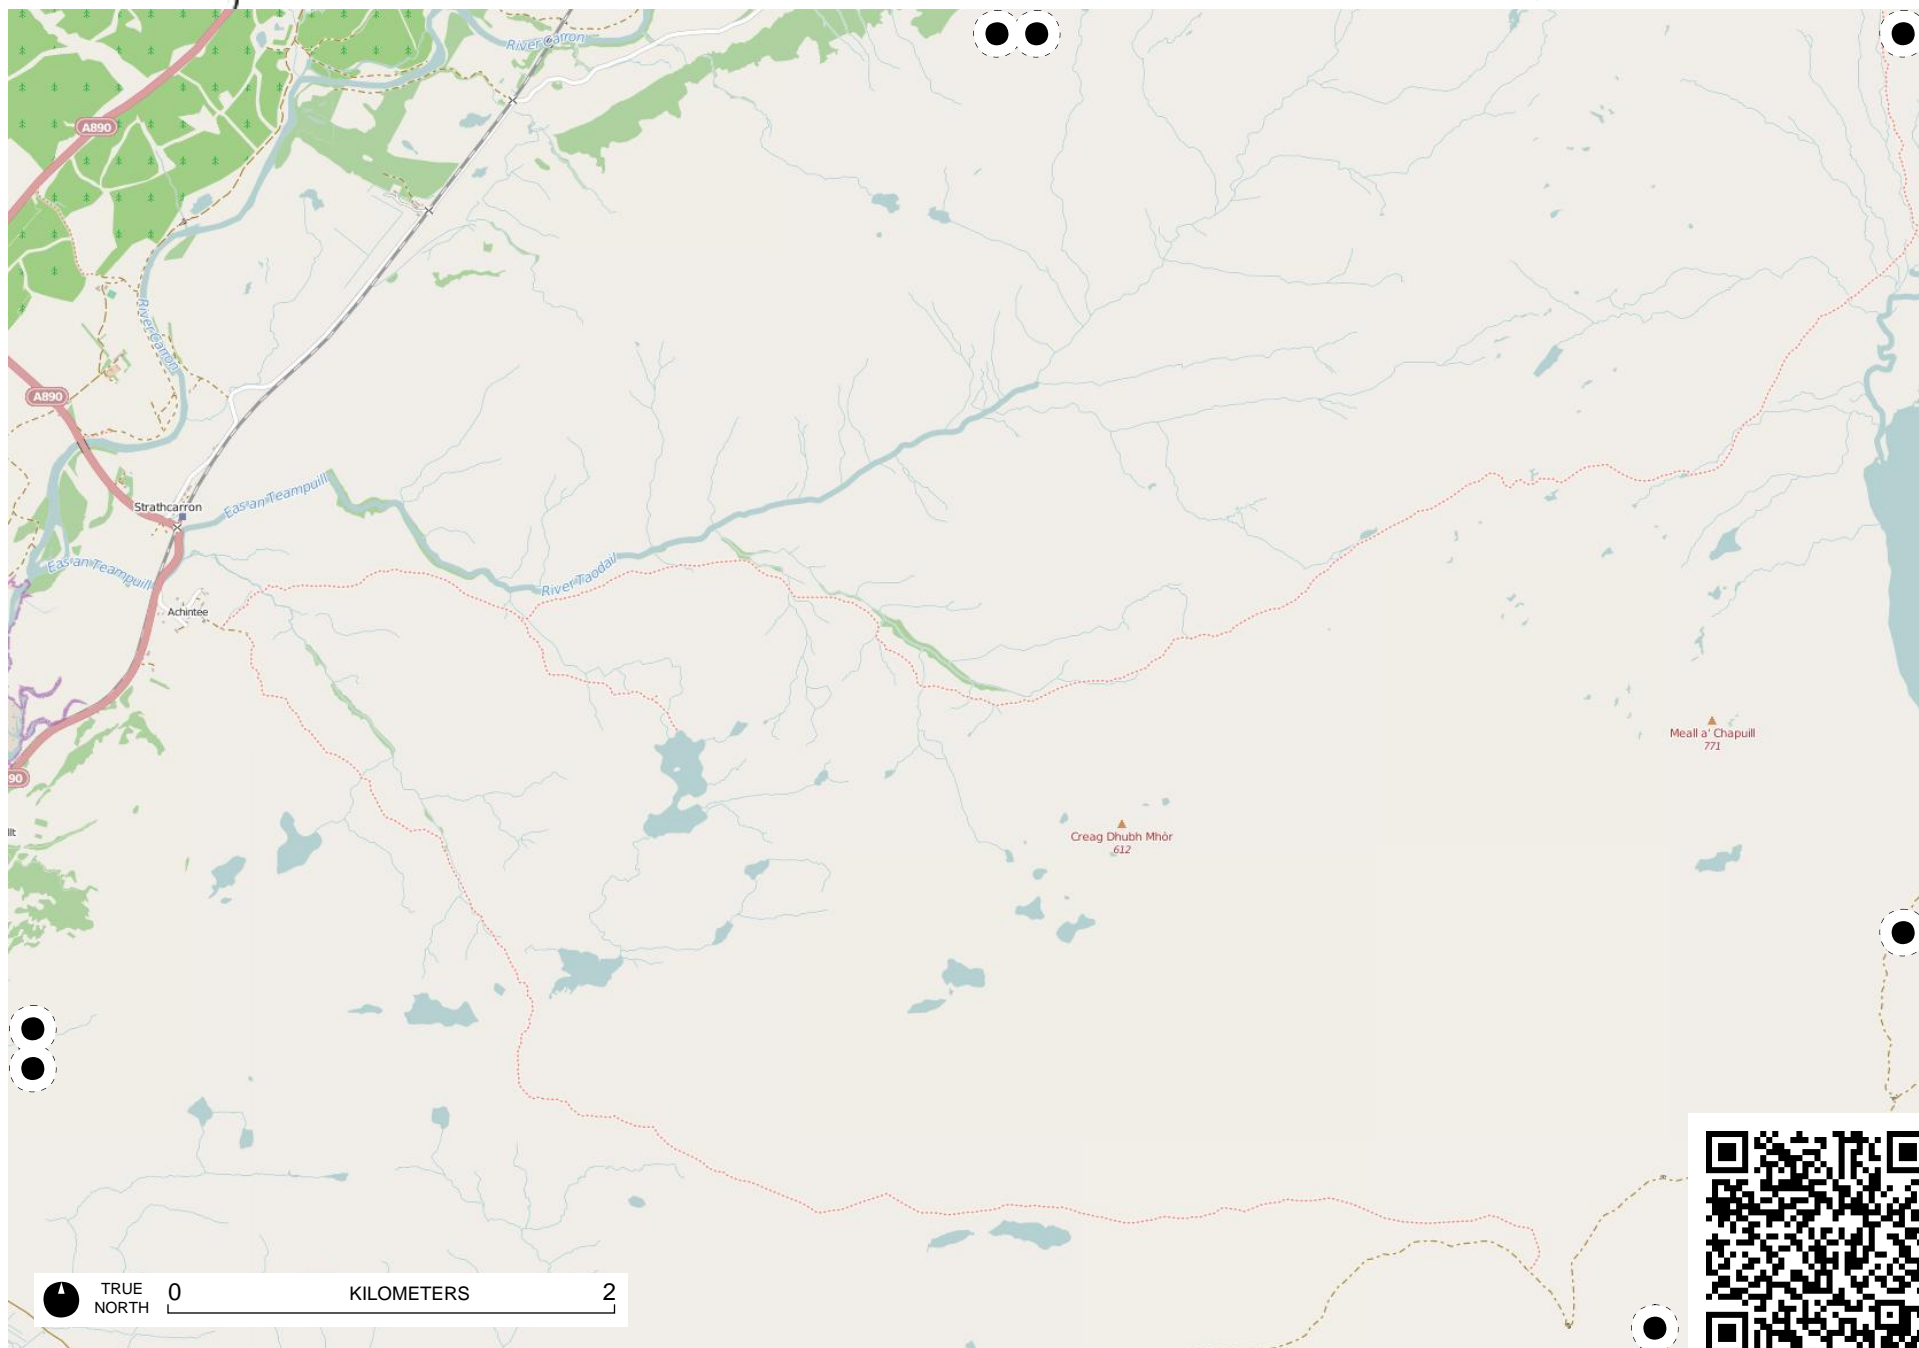 River Carron
A890
River Carron
A890
Strathcarron
Eas an Teampuill
Eas an Teampuill
River Taodail
Achintee
Meall a' Chapuill
771
90
Creag Dhubh Mhòr
612
TRUE
NORTH
0 KILOMETERS 2